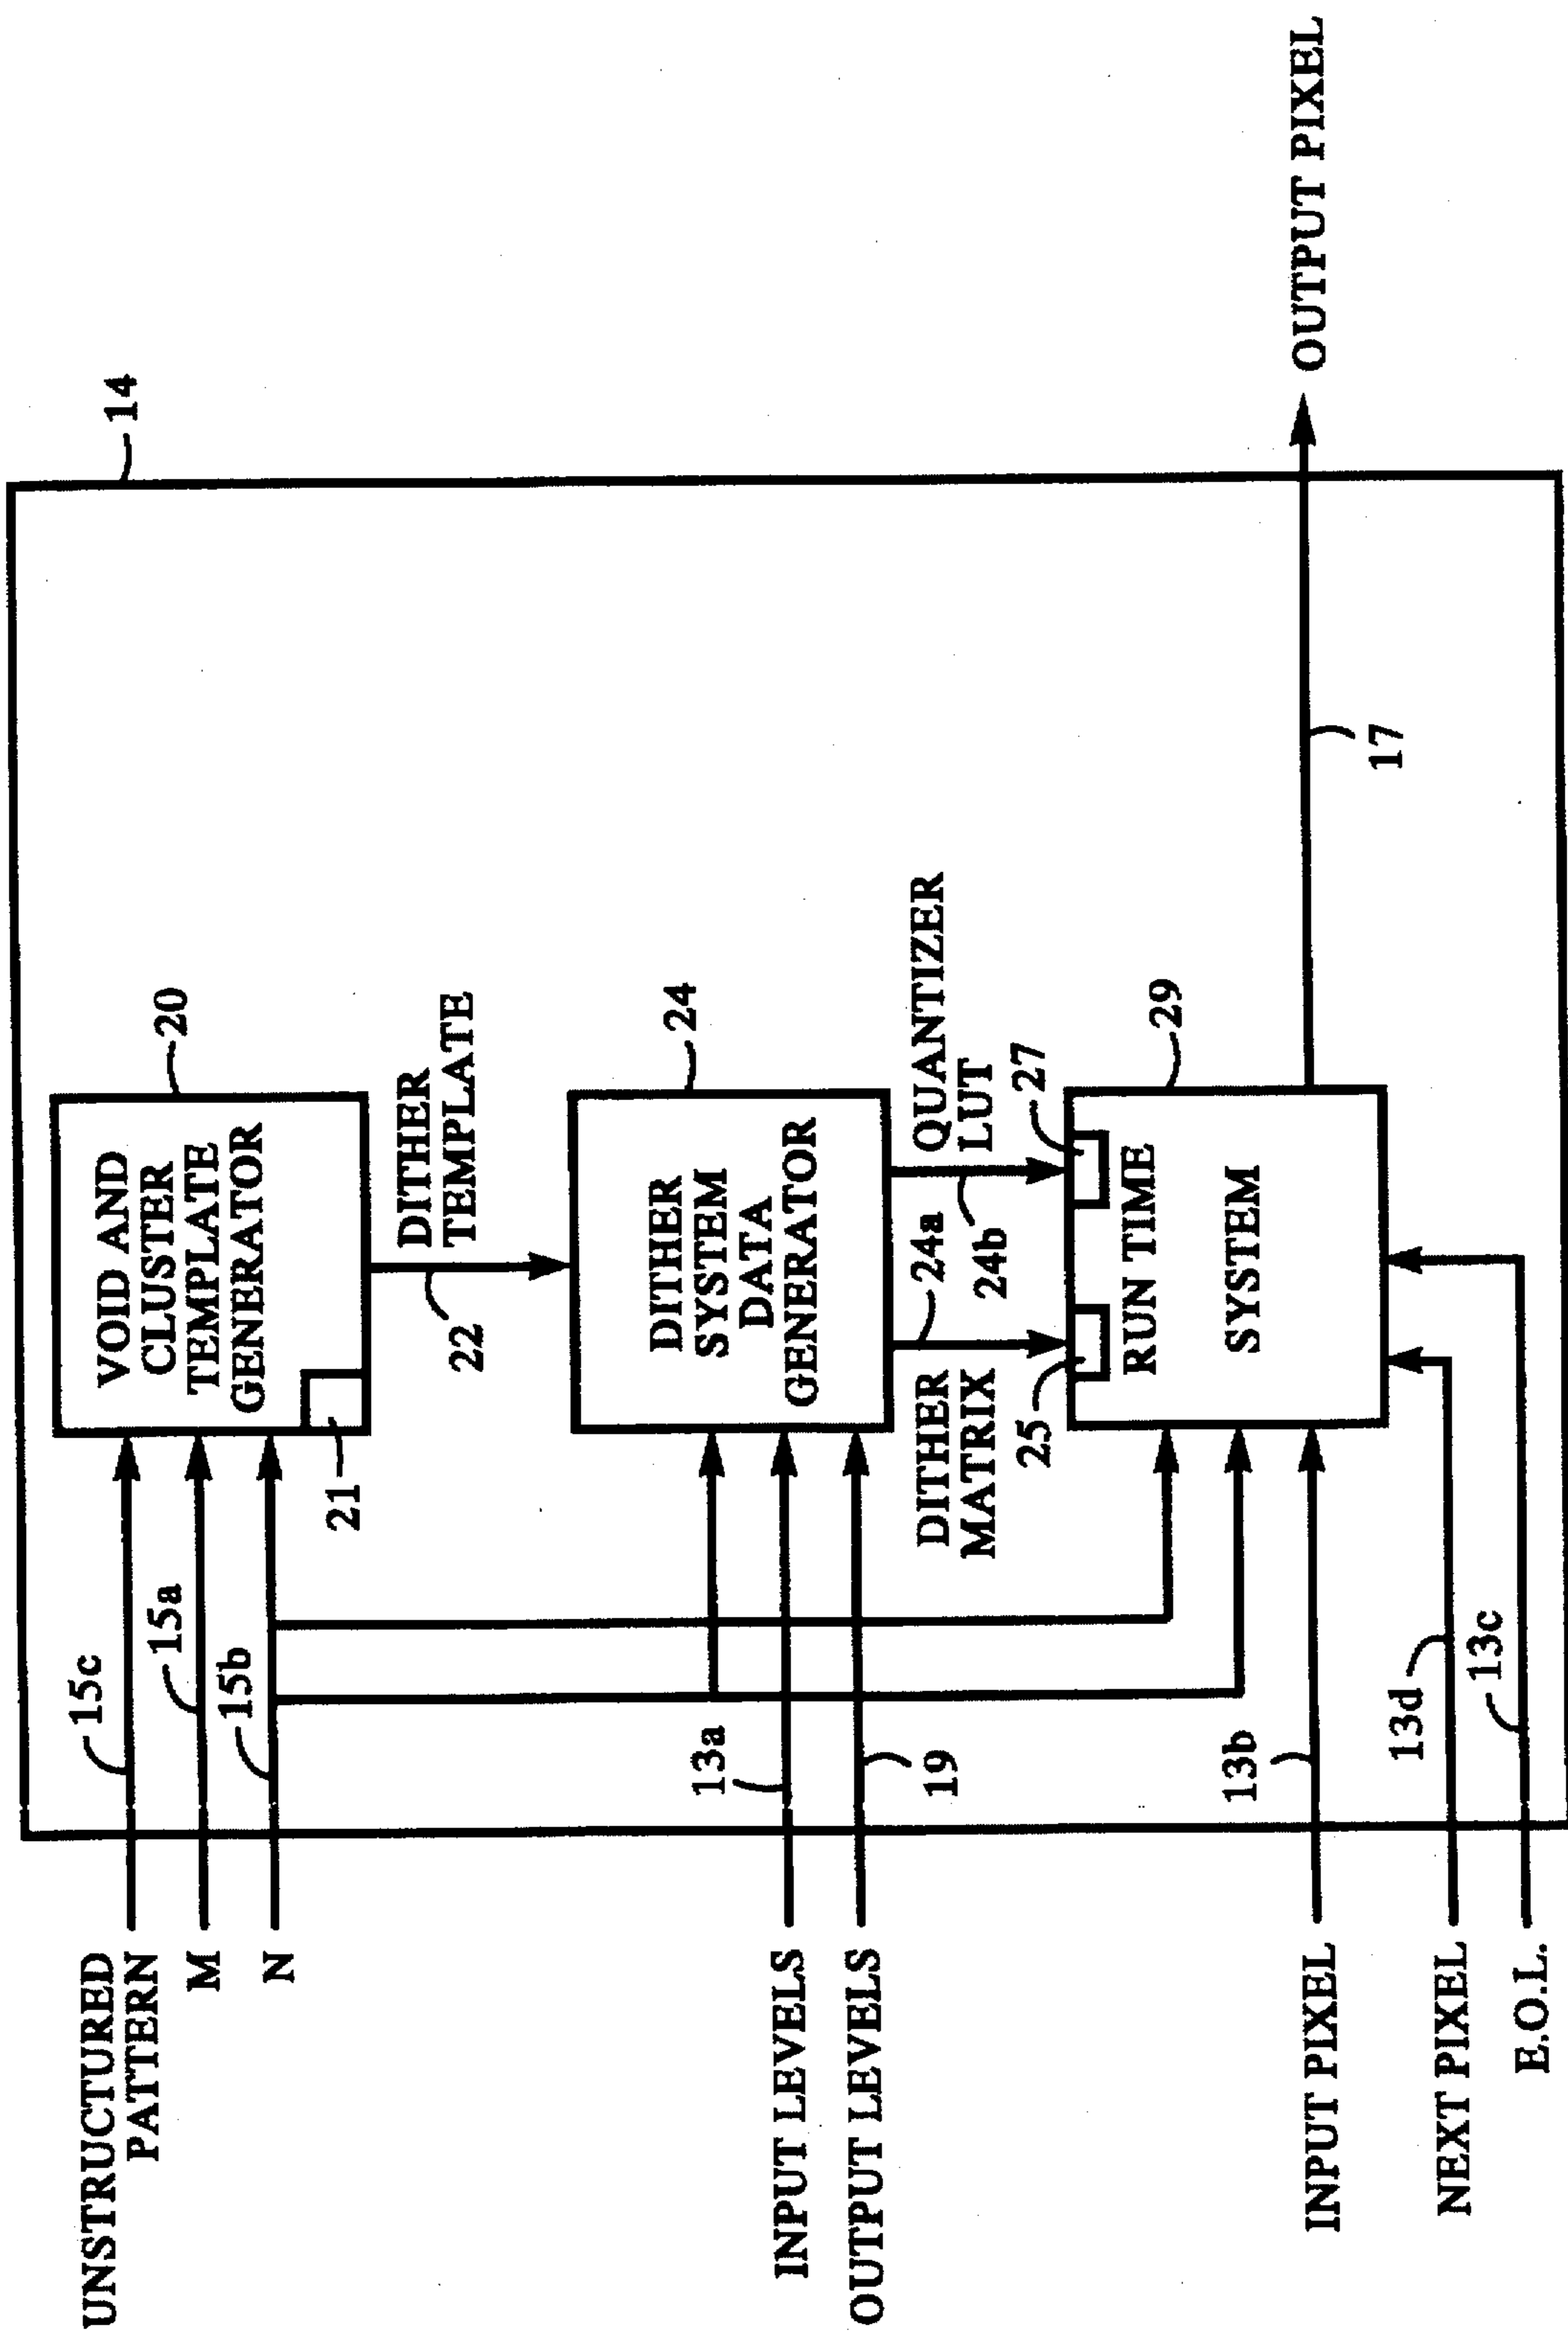 14
UNSTRUCTURED
PATTERN
15c
M
15a
N
15b
VOID AND
CLUSTER
TEMPLATE
GENERATOR
20
21
22
DITHER
TEMPLATE
INPUT LEVELS
13a
OUTPUT LEVELS
19
DITHER
SYSTEM
DATA
GENERATOR
24
DITHER
MATRIX
24a
24b
QUANTIZER
LUT
25
27
RUN TIME
SYSTEM
29
INPUT PIXEL
13b
NEXT PIXEL
13d
E.O.L.
13c
17
OUTPUT PIXEL